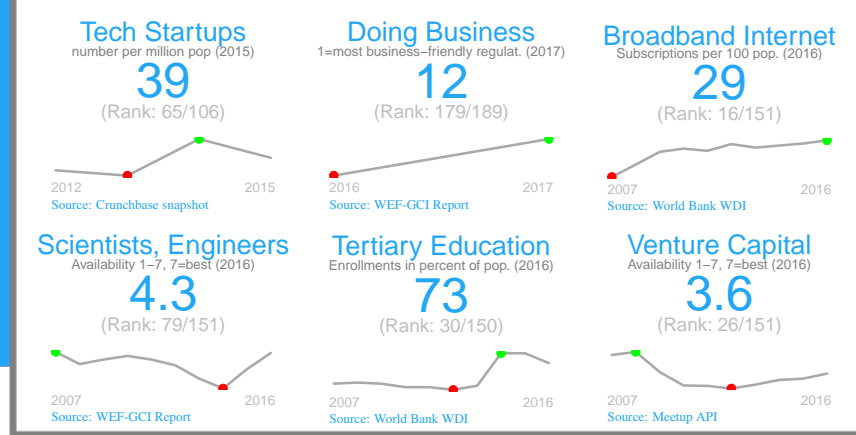 Tech Startups
number per million pop (2015)
39
(Rank: 65/106)
2012 2015
Source: Crunchbase snapshot
Doing Business
1=most business−friendly regulat. (2017)
12
(Rank: 179/189)
2016 2017
Source: WEF-GCI Report
Broadband Internet
Subscriptions per 100 pop. (2016)
29
(Rank: 16/151)
2007 2016
Source: World Bank WDI
Scientists, Engineers
Availability 1−7, 7=best (2016)
4.3
(Rank: 79/151)
2007 2016
Source: WEF-GCI Report
Tertiary Education
Enrollments in percent of pop. (2016)
73
(Rank: 30/150)
2007 2016
Source: World Bank WDI
Venture Capital
Availability 1−7, 7=best (2016)
3.6
(Rank: 26/151)
2007 2016
Source: Meetup API